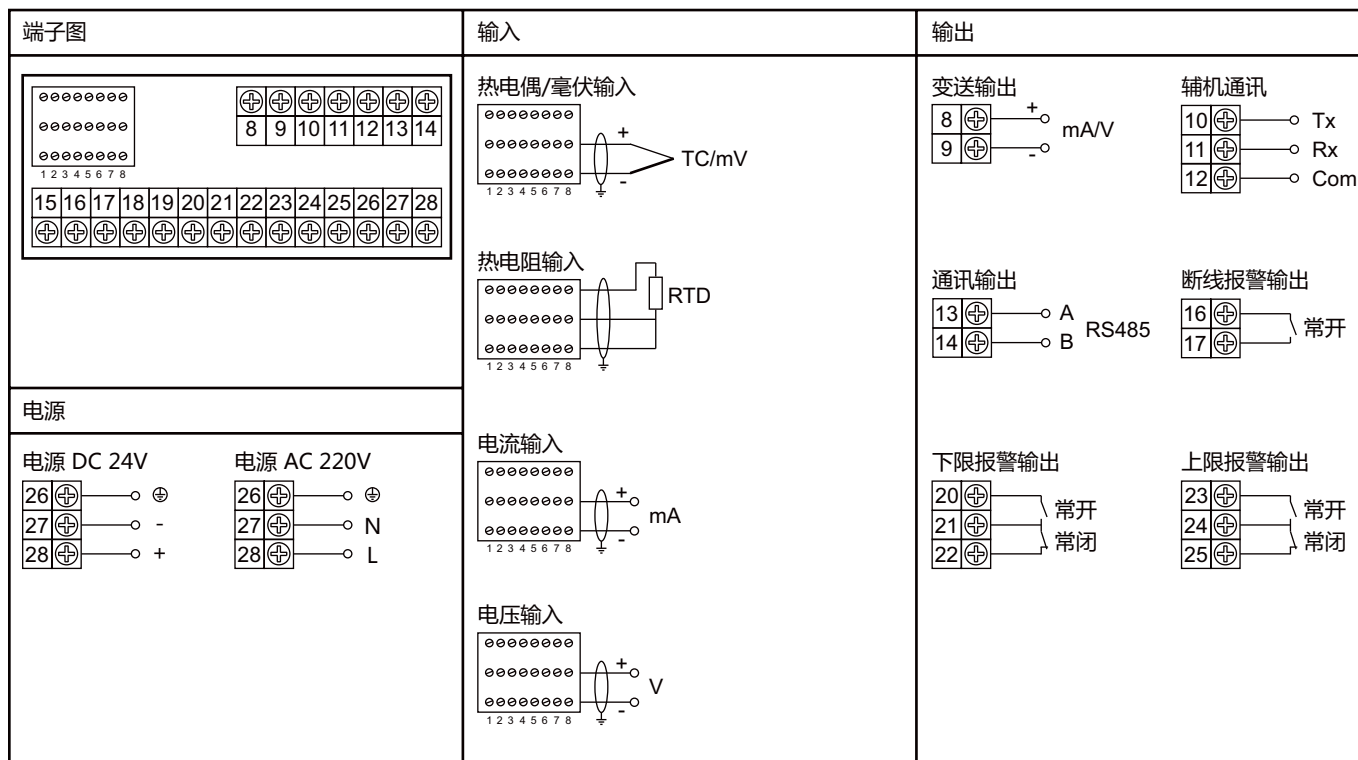 端子图
8 9 10 11 12 13 14
1 2 3 4 5 6 7 8
15 16 17 18 19 20 21 22 23 24 25 26 27 28
电源
电源 DC 24V
26
27 -
28 +
电源 AC 220V
26
27 N
28 L
输入
热电偶/毫伏输入
+
TC/mV
-
1 2 3 4 5 6 7 8
热电阻输入
RTD
1 2 3 4 5 6 7 8
电流输入
+
mA
-
1 2 3 4 5 6 7 8
电压输入
+
V
-
1 2 3 4 5 6 7 8
输出
变送输出
8 +
mA/V
9 -
辅机通讯
10 Tx
11 Rx
12 Com
通讯输出
13 A
RS485
14 B
断线报警输出
16
常开
17
下限报警输出
20
常开
21
常闭
22
上限报警输出
23
常开
24
常闭
25